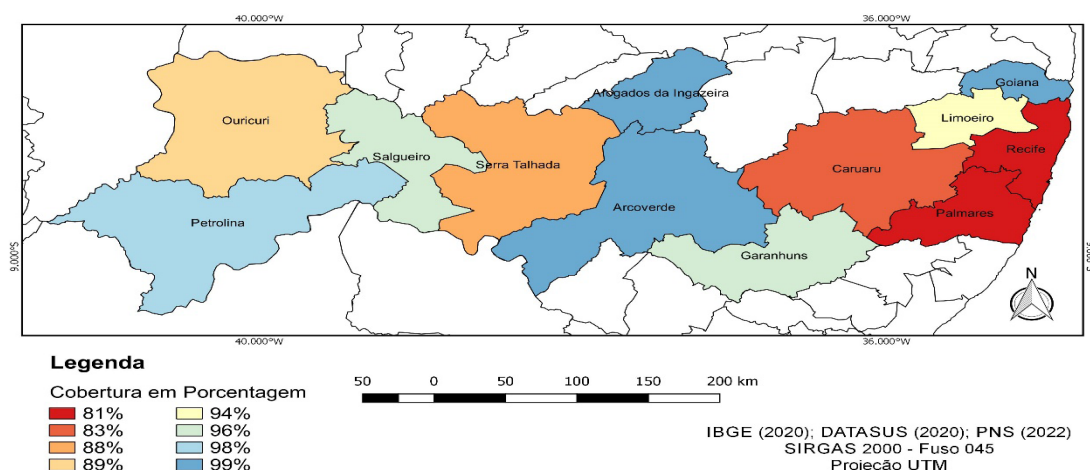 40.000°W 36.000°W
Afogados da Ingazeira
Goiana
Ouricuri
Limoeiro
Salgueiro
Serra Talhada
Caruaru
Recife
Arcoverde
Palmares
Petrolina
Garanhuns
9.000°S
N
40.000°W 36.000°W
Legenda
Cobertura em Porcentagem
81% 94%
83% 96%
88% 98%
89% 99%
50 0 50 100 150 200 km
IBGE (2020); DATASUS (2020); PNS (2022)
SIRGAS 2000 - Fuso 045
Projeção UTM